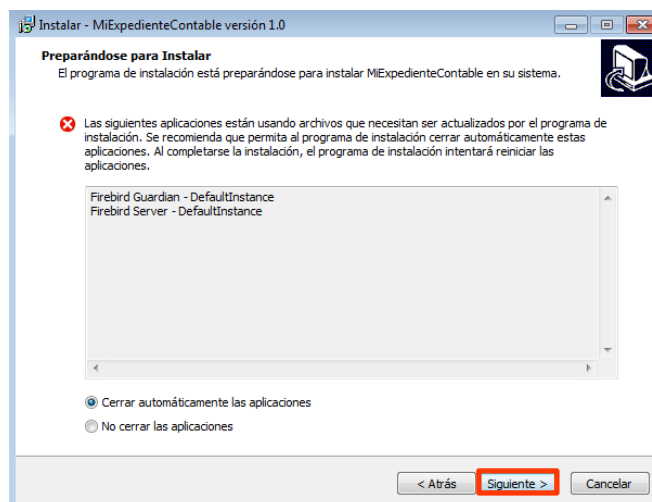 Instalar - MiExpedienteContable versión 1.0
Preparándose para Instalar
El programa de instalación está preparándose para instalar MiExpedienteContable en su sistema.
Las siguientes aplicaciones están usando archivos que necesitan ser actualizados por el programa de
instalación. Se recomienda que permita al programa de instalación cerrar automáticamente estas
aplicaciones. Al completarse la instalación, el programa de instalación intentará reiniciar las
aplicaciones.
Firebird Guardian - DefaultInstance
Firebird Server - DefaultInstance
Cerrar automáticamente las aplicaciones
No cerrar las aplicaciones
< Atrás Siguiente > Cancelar